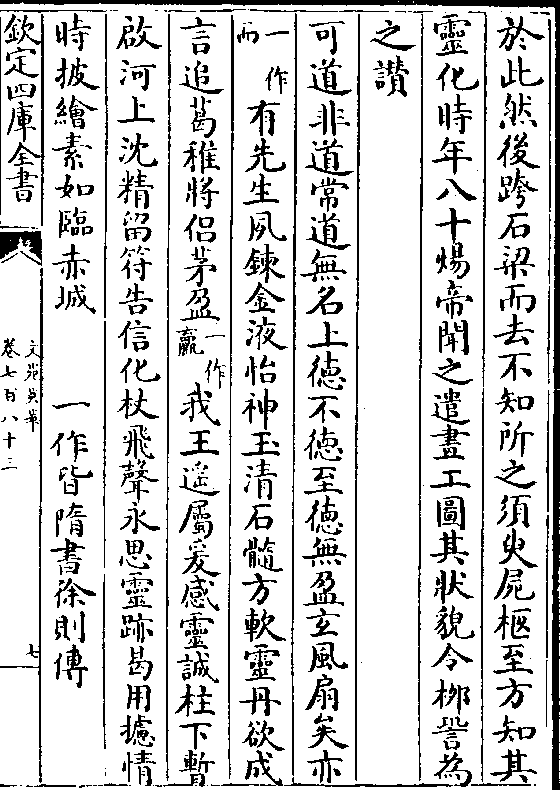 於此然後跨石梁而去不知所之須臾屍柩至方知其
靈化時年八十煬帝聞之遣畫工圖其狀貌令栁䛒為
之讃
可道非道常道無名上徳不徳至徳無盈玄風扇矣亦
一作而有先生夙鍊金液怡神玉清石髓方軟靈丹欲成
言追葛稚將侣茅盈一作嬴我王遥屬爰感靈誠柱下暫
啟河上沈精留符告信化杖飛聲永思靈跡曷用攄情
時披繪素如臨赤城　一作皆隋書徐則傳
欽定四庫全書
文苑英華
卷七百八十三
七